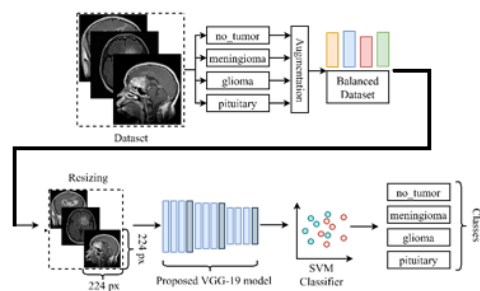 no_tumor
meningioma
glioma
pituitary
Augmentation
Balanced
Dataset
Dataset
Resizing
224 px
224 px
Proposed VGG-19 model
SVM
Classifier
no_tumor
meningioma
glioma
pituitary
Classes